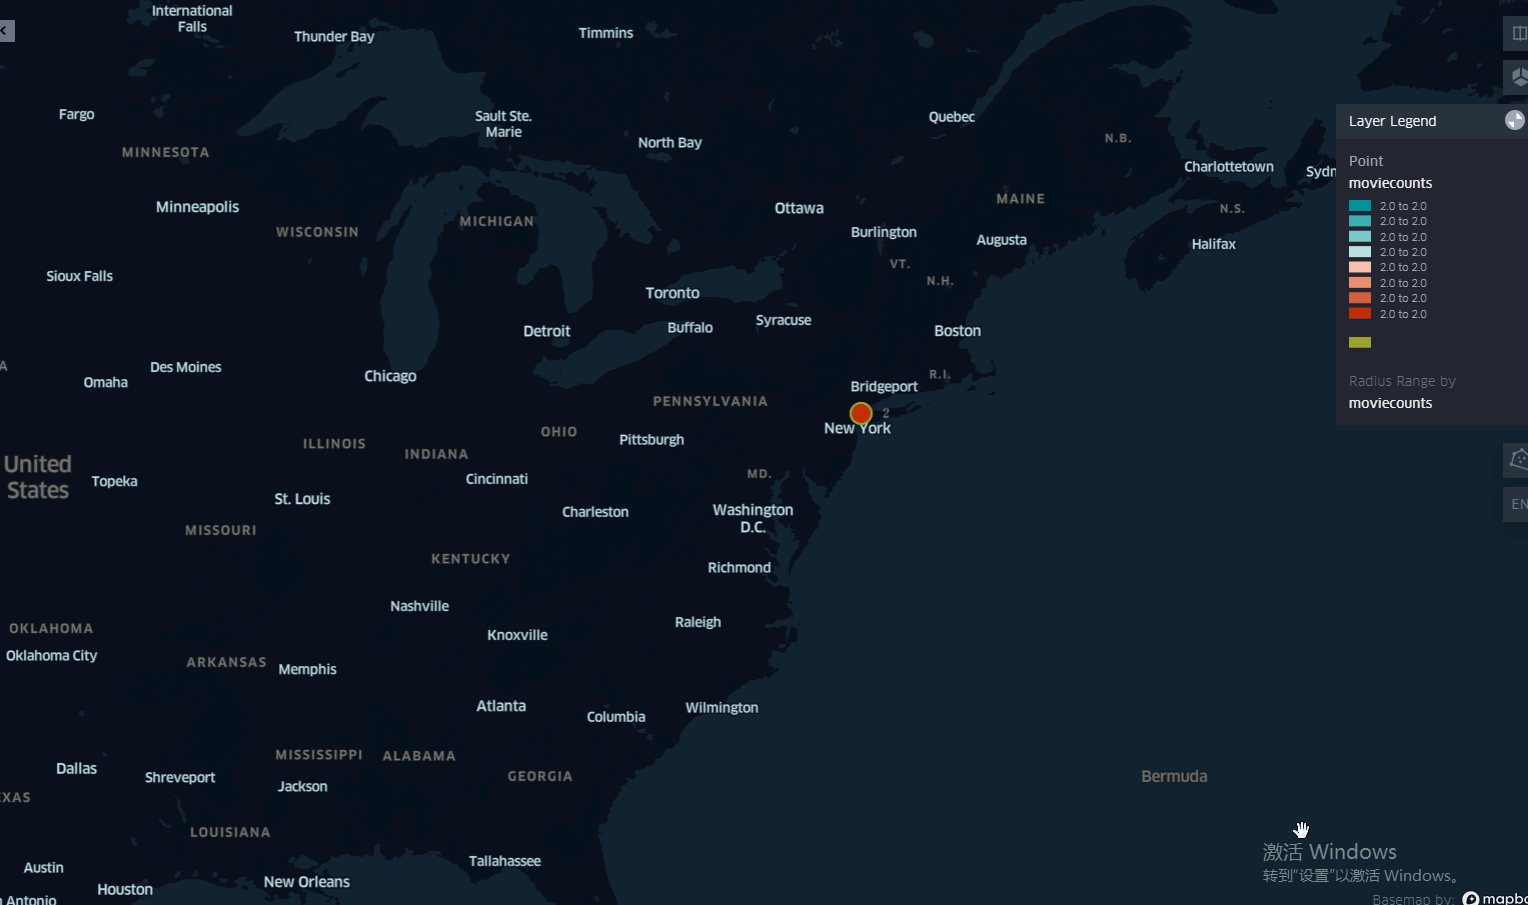 International
Falls
Thunder Bay
Timmins
Fargo
Sault Ste.
Marie
Quebec
North Bay
N.B.
MINNESOTA
Charlottetown
Sydn
Minneapolis
Ottawa
MAINE
N.S.
WISCONSIN
MICHIGAN
Burlington
Augusta
Halifax
VT.
N.H.
Sioux Falls
Toronto
Detroit
Buffalo
Syracuse
Boston
A
Des Moines
Omaha
Chicago
R.I.
Bridgeport
PENNSYLVANIA
2
New York
OHIO
Pittsburgh
ILLINOIS
INDIANA
United
States
Topeka
Cincinnati
MD.
St. Louis
Charleston
Washington
D.C.
MISSOURI
KENTUCKY
Richmond
Nashville
Raleigh
OKLAHOMA
Knoxville
Oklahoma City
ARKANSAS
Memphis
Atlanta
Columbia
Wilmington
MISSISSIPPI
ALABAMA
Dallas
Shreveport
Jackson
GEORGIA
Bermuda
EXAS
LOUISIANA
Tallahassee
Austin
Houston
New Orleans
n Antonio
Layer Legend
Point
moviecounts
2.0 to 2.0
2.0 to 2.0
2.0 to 2.0
2.0 to 2.0
2.0 to 2.0
2.0 to 2.0
2.0 to 2.0
2.0 to 2.0
Radius Range by
moviecounts
EN
激活 Windows
转到“设置”以激活 Windows。
Basemap by: mapbo